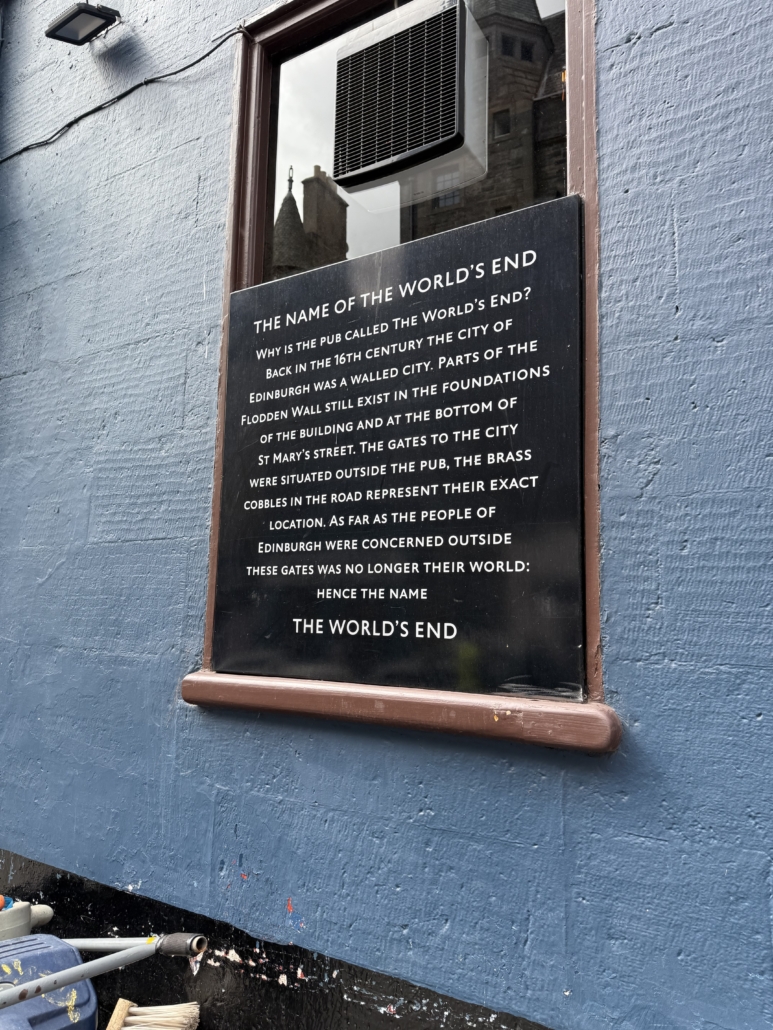 THE NAME OF THE WORLD'S END
WHY IS THE PUB CALLED THE WORLD'S END?
BACK IN THE 16TH CENTURY THE CITY OF
EDINBURGH WAS A WALLED CITY. PARTS OF THE
FLODDEN WALL STILL EXIST IN THE FOUNDATIONS
OF THE BUILDING AND AT THE BOTTOM OF
ST MARY'S STREET. THE GATES TO THE CITY
WERE SITUATED OUTSIDE THE PUB, THE BRASS
COBBLES IN THE ROAD REPRESENT THEIR EXACT
LOCATION. AS FAR AS THE PEOPLE OF
EDINBURGH WERE CONCERNED OUTSIDE
THESE GATES WAS NO LONGER THEIR WORLD:
HENCE THE NAME
THE WORLD'S END